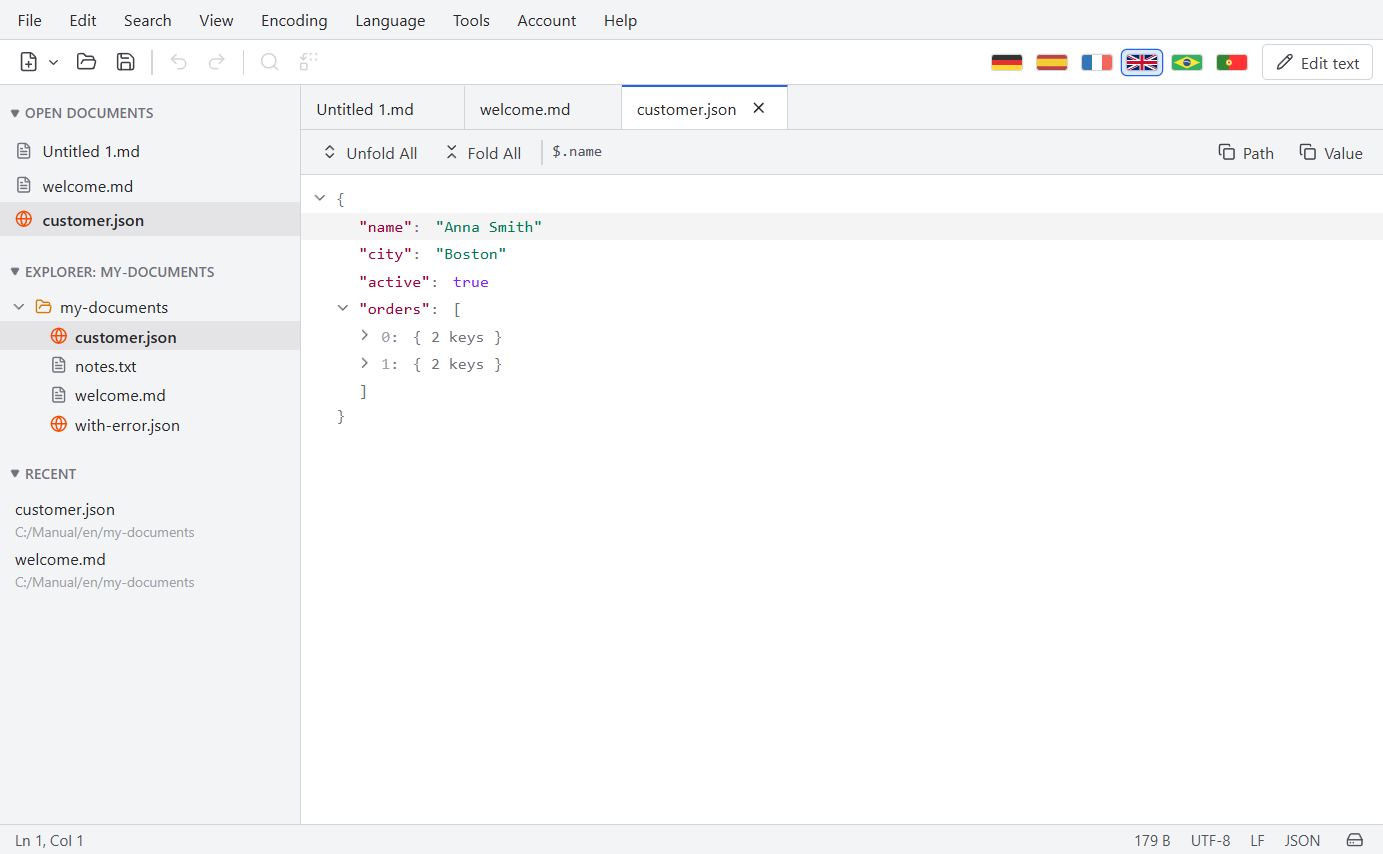 File Edit Search View Encoding Language Tools Account Help
Edit text
OPEN DOCUMENTS
Untitled 1.md
welcome.md
customer.json
EXPLORER: MY-DOCUMENTS
my-documents
customer.json
notes.txt
welcome.md
with-error.json
RECENT
customer.json
C:/Manual/en/my-documents
welcome.md
C:/Manual/en/my-documents
Untitled 1.md welcome.md customer.json
Unfold All Fold All $.name Path Value
{
"name": "Anna Smith"
"city": "Boston"
"active": true
"orders": [
0: { 2 keys }
1: { 2 keys }
]
}
Ln 1, Col 1 179 B UTF-8 LF JSON